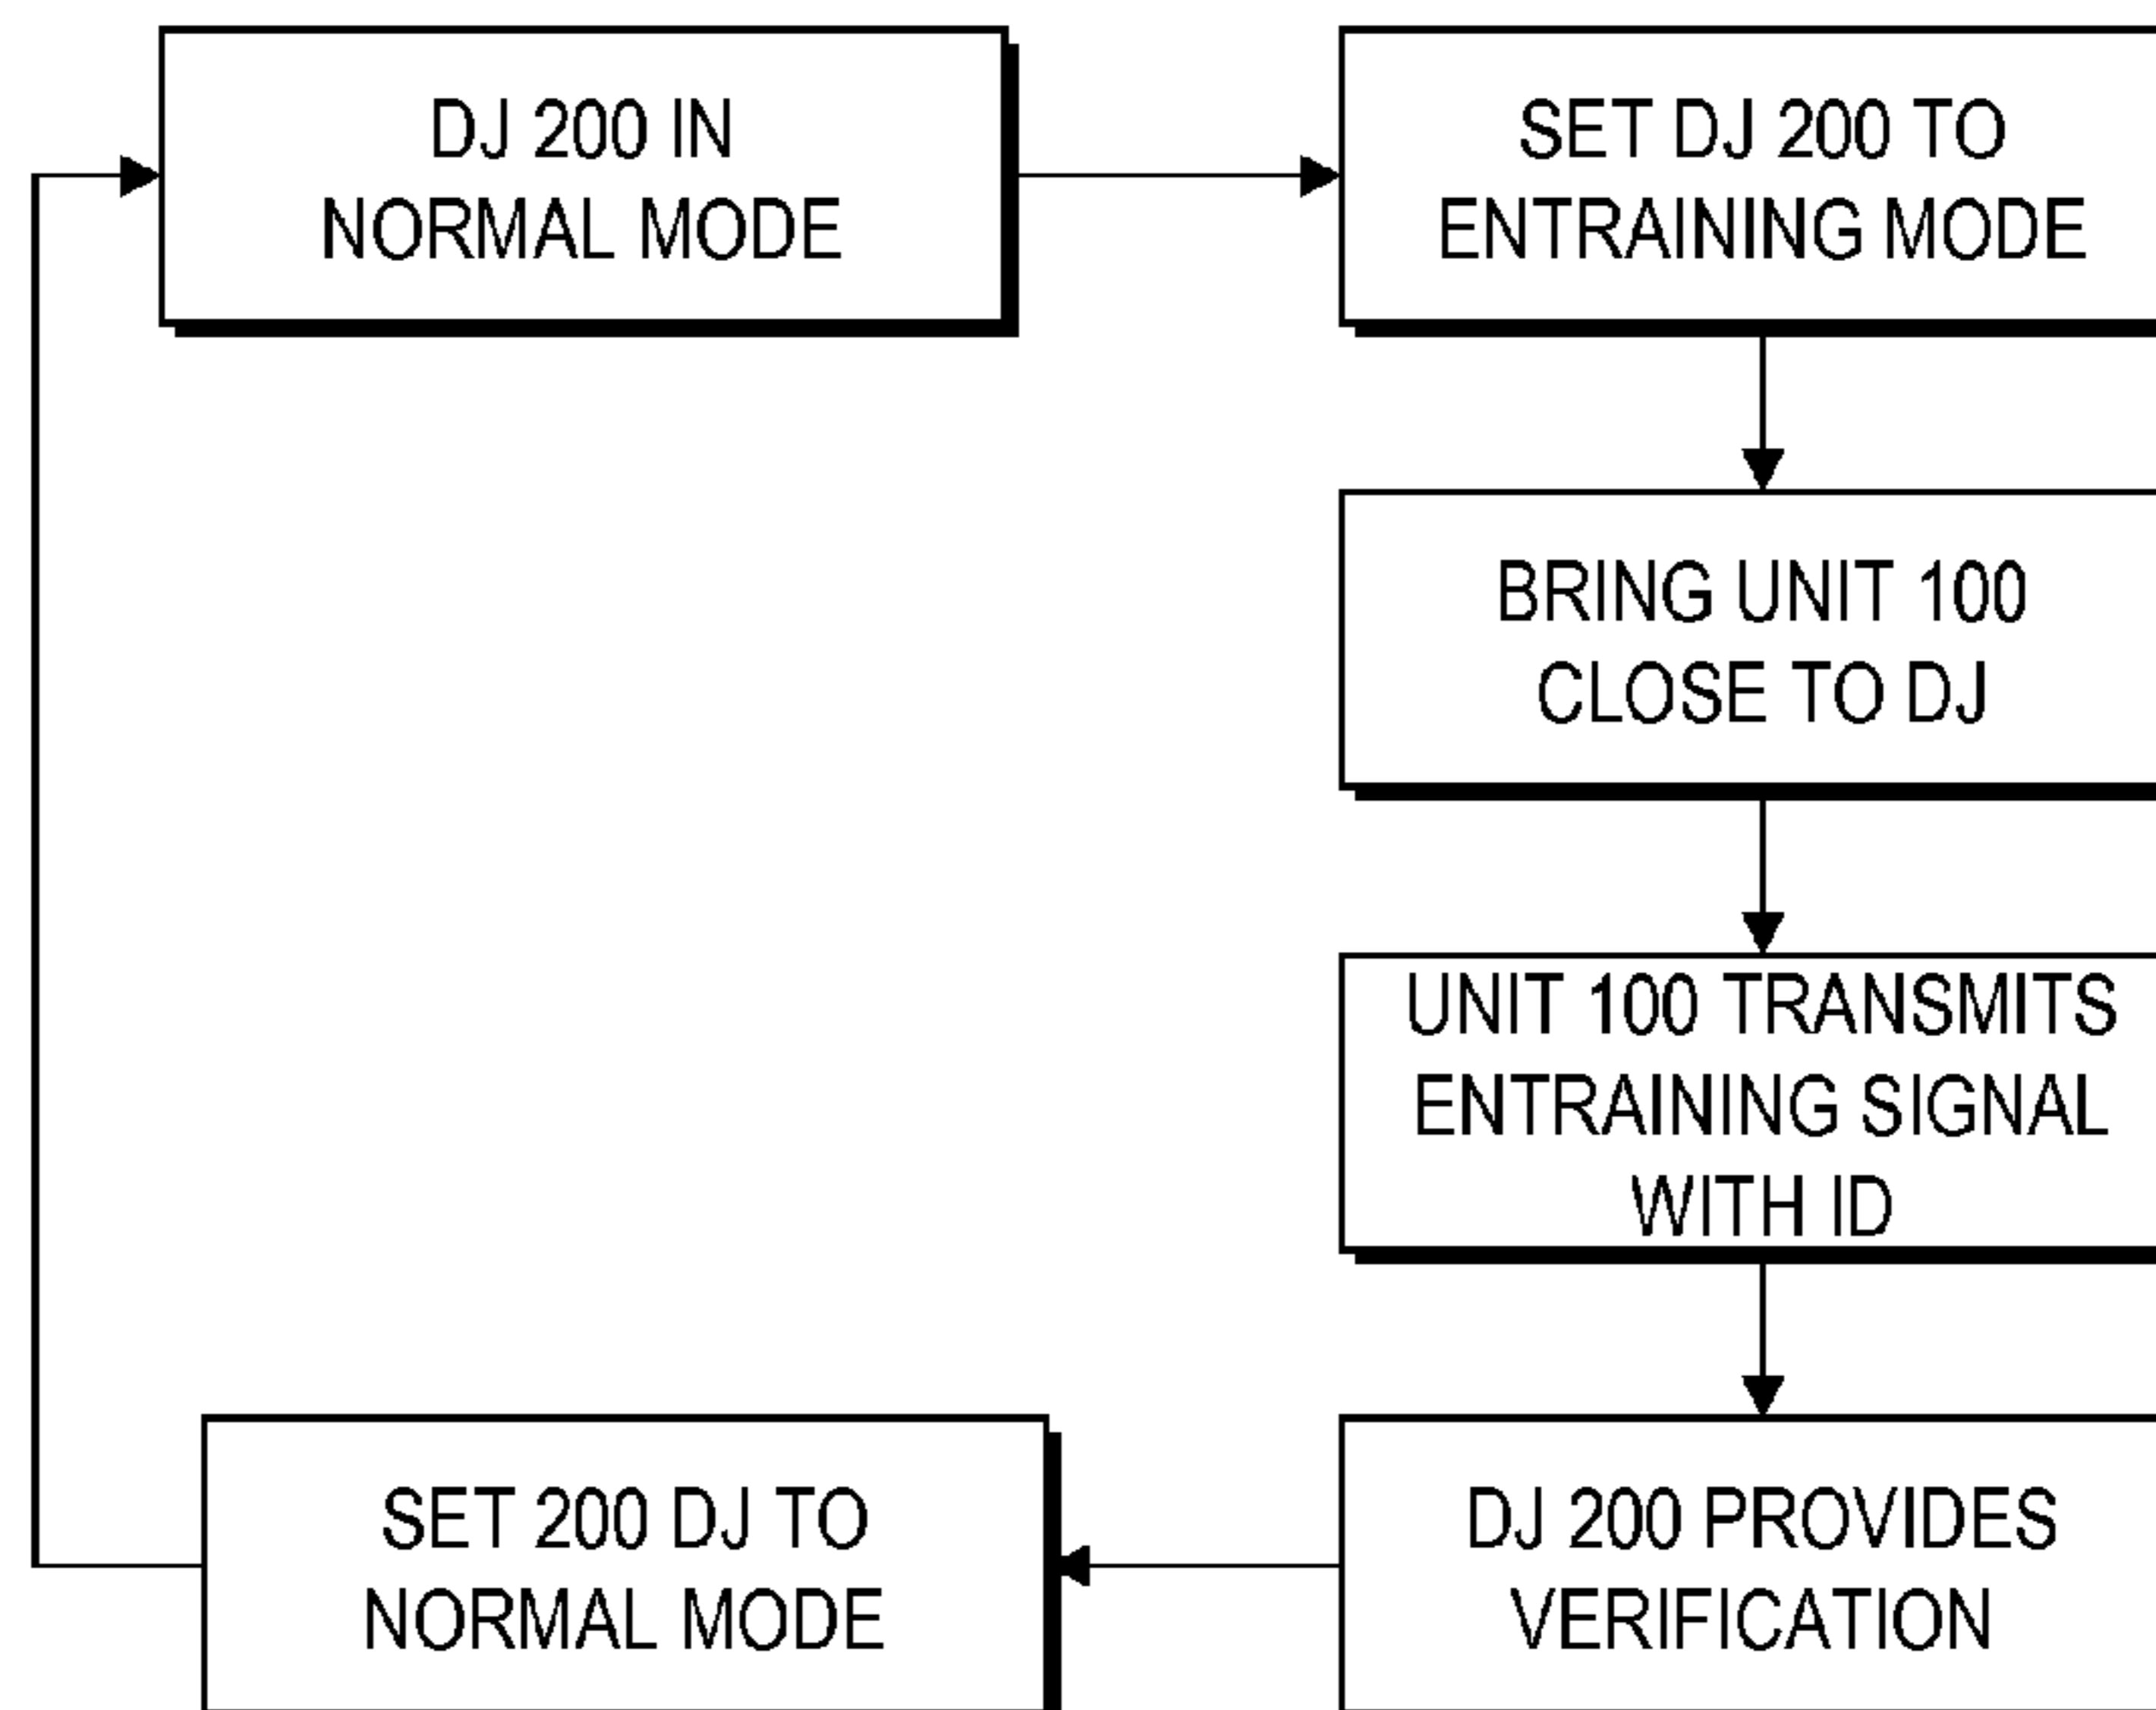 DJ 200 IN
NORMAL MODE
SET DJ 200 TO
ENTRAINING MODE
BRING UNIT 100
CLOSE TO DJ
UNIT 100 TRANSMITS
ENTRAINING SIGNAL
WITH ID
DJ 200 PROVIDES
VERIFICATION
SET 200 DJ TO
NORMAL MODE